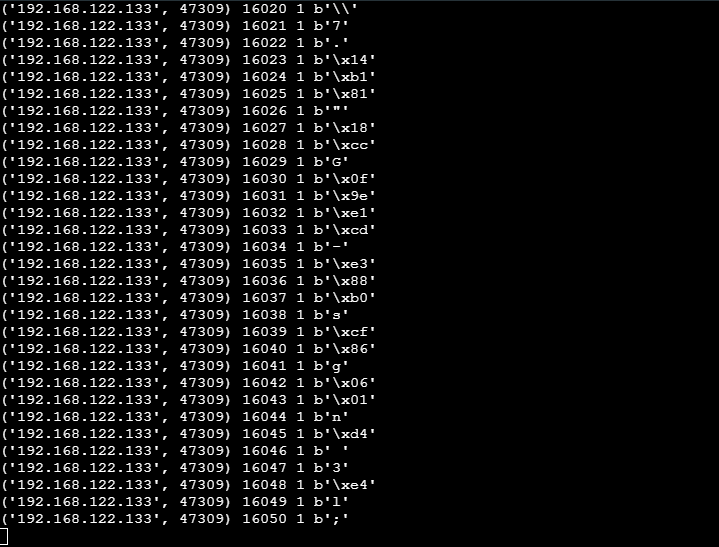 ('192.168.122.133', 47309) 16020 1 b'\\'
('192.168.122.133', 47309) 16021 1 b'7'
('192.168.122.133', 47309) 16022 1 b'.'
('192.168.122.133', 47309) 16023 1 b'\x14'
('192.168.122.133', 47309) 16024 1 b'\xb1'
('192.168.122.133', 47309) 16025 1 b'\x81'
('192.168.122.133', 47309) 16026 1 b'"'
('192.168.122.133', 47309) 16027 1 b'\x18'
('192.168.122.133', 47309) 16028 1 b'\xcc'
('192.168.122.133', 47309) 16029 1 b'G'
('192.168.122.133', 47309) 16030 1 b'\x0f'
('192.168.122.133', 47309) 16031 1 b'\x9e'
('192.168.122.133', 47309) 16032 1 b'\xe1'
('192.168.122.133', 47309) 16033 1 b'\xcd'
('192.168.122.133', 47309) 16034 1 b'-'
('192.168.122.133', 47309) 16035 1 b'\xe3'
('192.168.122.133', 47309) 16036 1 b'\x88'
('192.168.122.133', 47309) 16037 1 b'\xb0'
('192.168.122.133', 47309) 16038 1 b's'
('192.168.122.133', 47309) 16039 1 b'\xcf'
('192.168.122.133', 47309) 16040 1 b'\x86'
('192.168.122.133', 47309) 16041 1 b'g'
('192.168.122.133', 47309) 16042 1 b'\x06'
('192.168.122.133', 47309) 16043 1 b'\x01'
('192.168.122.133', 47309) 16044 1 b'n'
('192.168.122.133', 47309) 16045 1 b'\xd4'
('192.168.122.133', 47309) 16046 1 b' '
('192.168.122.133', 47309) 16047 1 b'3'
('192.168.122.133', 47309) 16048 1 b'\xe4'
('192.168.122.133', 47309) 16049 1 b'l'
('192.168.122.133', 47309) 16050 1 b';'